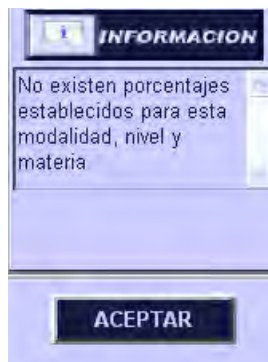 i INFORMACION
No existen porcentajes
establecidos para esta
modalidad, nivel y
materia
ACEPTAR